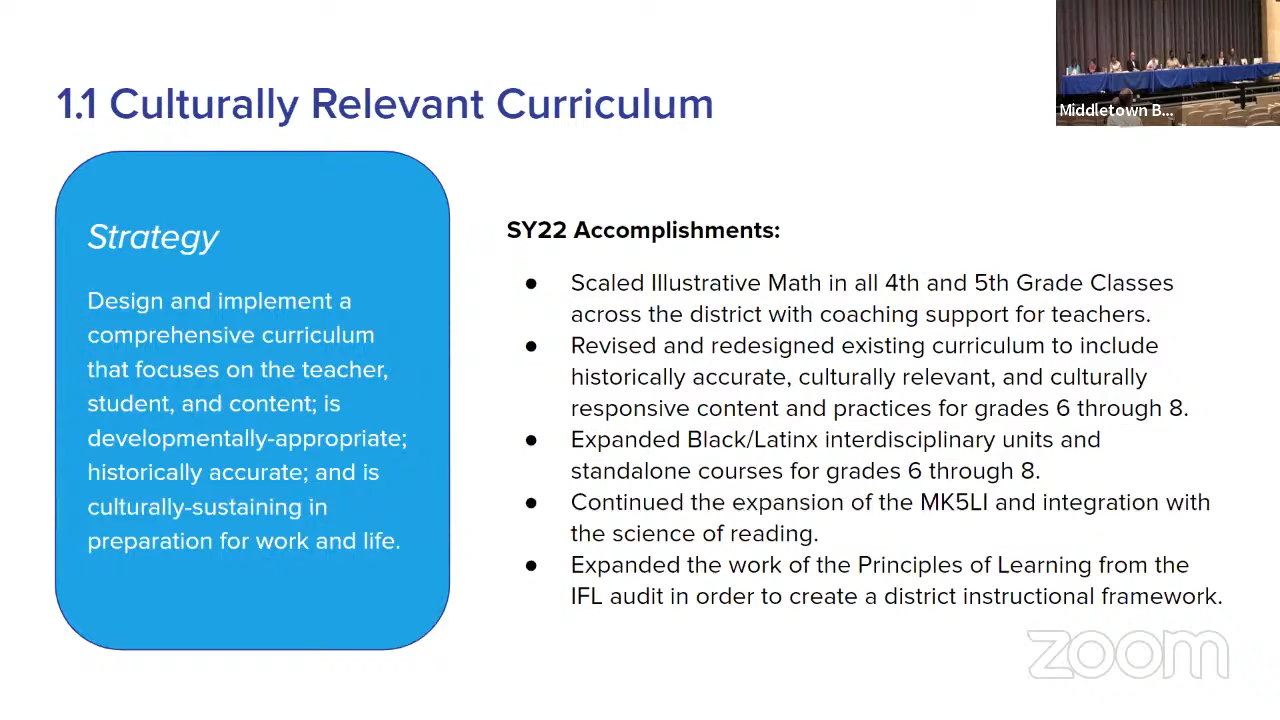 1.1 Culturally Relevant Curriculum
Middletown B...
Strategy
Design and implement a
comprehensive curriculum
that focuses on the teacher,
student, and content; is
developmentally-appropriate;
historically accurate; and is
culturally-sustaining in
preparation for work and life.
SY22 Accomplishments:
● Scaled Illustrative Math in all 4th and 5th Grade Classes
across the district with coaching support for teachers.
● Revised and redesigned existing curriculum to include
historically accurate, culturally relevant, and culturally
responsive content and practices for grades 6 through 8.
● Expanded Black/Latinx interdisciplinary units and
standalone courses for grades 6 through 8.
● Continued the expansion of the MK5LI and integration with
the science of reading.
● Expanded the work of the Principles of Learning from the
IFL audit in order to create a district instructional framework.
zoom